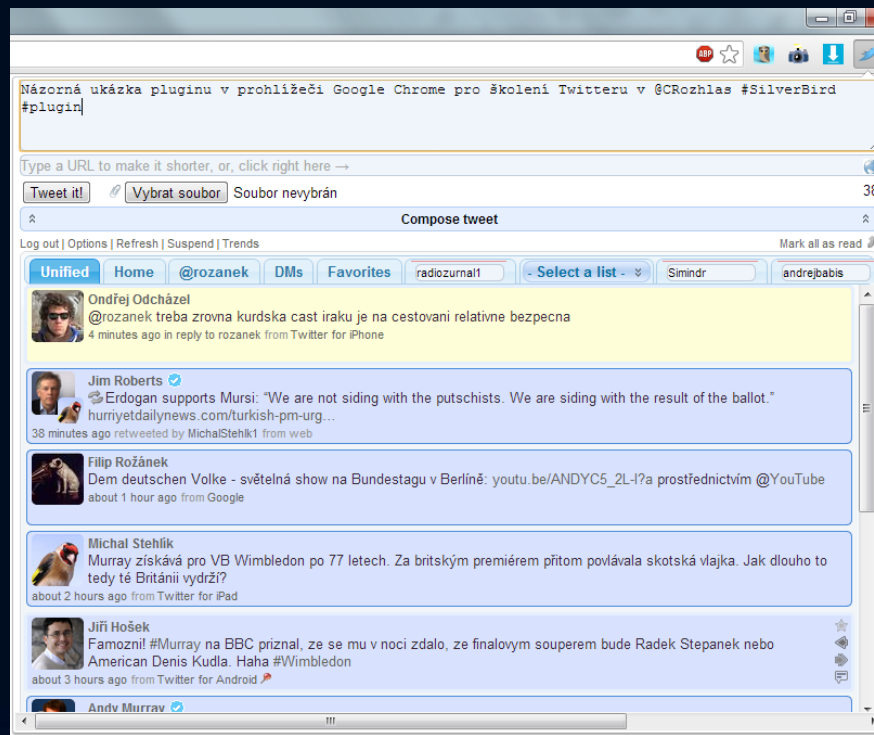 ABP
Názorná ukázka pluginu v prohlížeči Google Chrome pro školení Twitteru v @CRozhlas #SilverBird
#plugin
Type a URL to make it shorter, or, click right here →
Tweet it! Vybrat soubor Soubor nevybrán 38
Compose tweet
Log out | Options | Refresh | Suspend | Trends Mark all as read
Unified Home @rozanek DMs Favorites radiozurnal1 - Select a list - Simindr andrejbabis
Ondřej Odcházel
@rozanek treba zrovna kurdska cast iraku je na cestovani relativne bezpecna
4 minutes ago in reply to rozanek from Twitter for iPhone
Jim Roberts
Erdogan supports Mursi: “We are not siding with the putschists. We are siding with the result of the ballot.”
hurriyetdailynews.com/turkish-pm-urg...
38 minutes ago retweeted by MichalStehlk1 from web
Filip Rožánek
Dem deutschen Volke - světelná show na Bundestagu v Berlíně: youtu.be/ANDYC5_2L-I?a prostřednictvím @YouTube
about 1 hour ago from Google
Michal Stehlík
Murray získává pro VB Wimbledon po 77 letech. Za britským premiérem přitom povlávala skotská vlajka. Jak dlouho to
tedy té Británii vydrží?
about 2 hours ago from Twitter for iPad
Jiří Hošek
Famozni! #Murray na BBC priznal, ze se mu v noci zdalo, ze finalovym souperem bude Radek Stepanek nebo
American Denis Kudla. Haha #Wimbledon
about 3 hours ago from Twitter for Android
Andy Murray